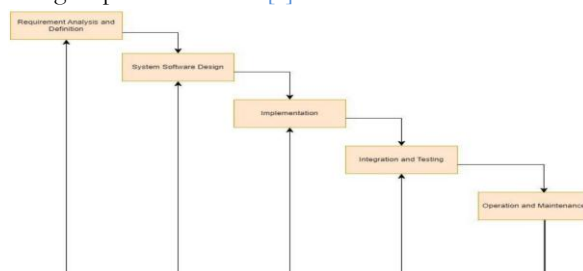 Requirement Analysis and
Definition
System Software Design
Implementation
Integration and Testing
Operation and Maintenance